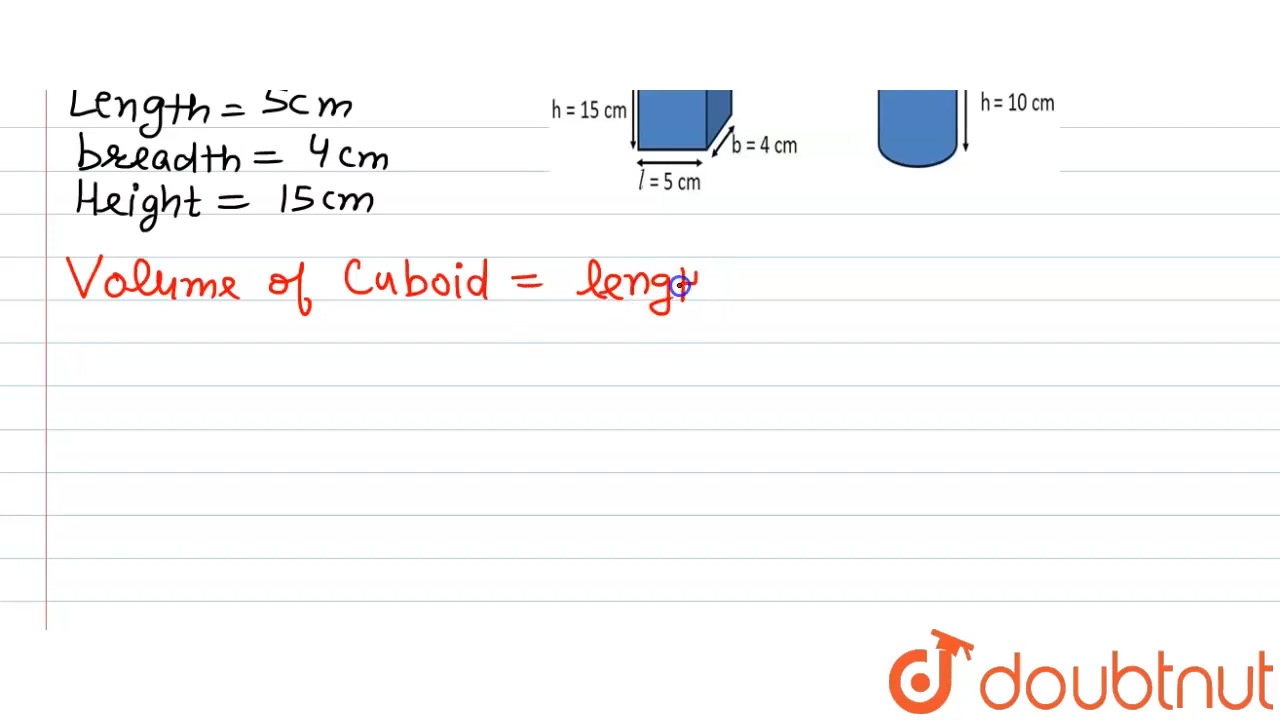 Length = 5cm
breadth = 4cm
Height = 15cm
h = 15 cm
b = 4 cm
l = 5 cm
h = 10 cm
Volume of Cuboid =
doubtnut